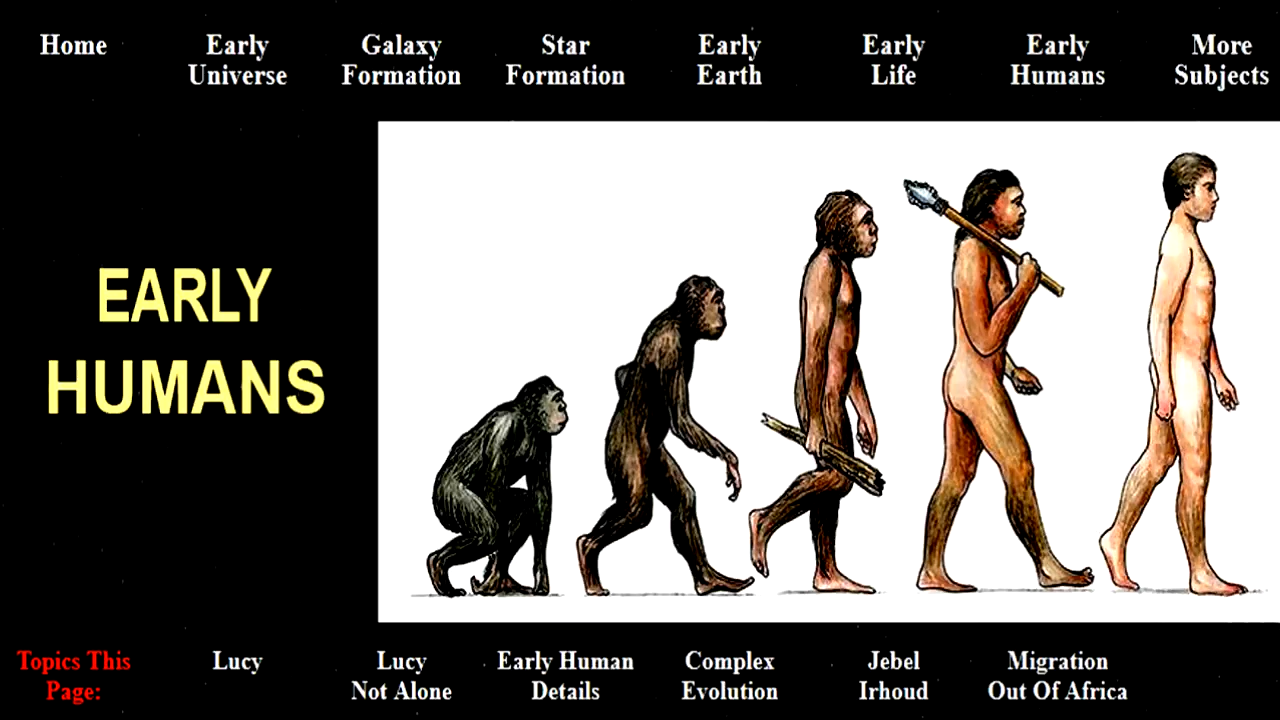 Home
Early
Universe
Galaxy
Formation
Star
Formation
Early
Earth
Early
Life
Early
Humans
More
Subjects
EARLY
HUMANS
Topics This
Page:
Lucy
Lucy
Not Alone
Early Human
Details
Complex
Evolution
Jebel
Irhoud
Migration
Out Of Africa